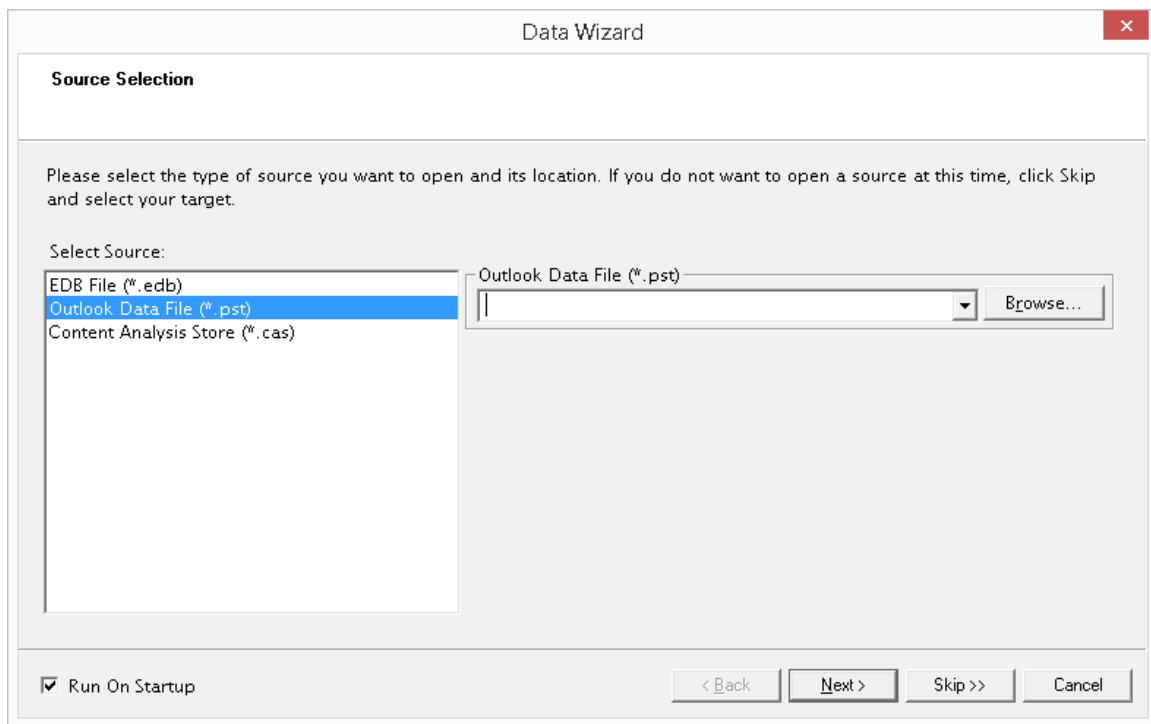 Data Wizard
Source Selection
Please select the type of source you want to open and its location. If you do not want to open a source at this time, click Skip
and select your target.
Select Source:
EDB File (*.edb)
Outlook Data File (*.pst)
Content Analysis Store (*.cas)
Outlook Data File (*.pst)
Browse...
Run On Startup
< Back
Next >
Skip >>
Cancel